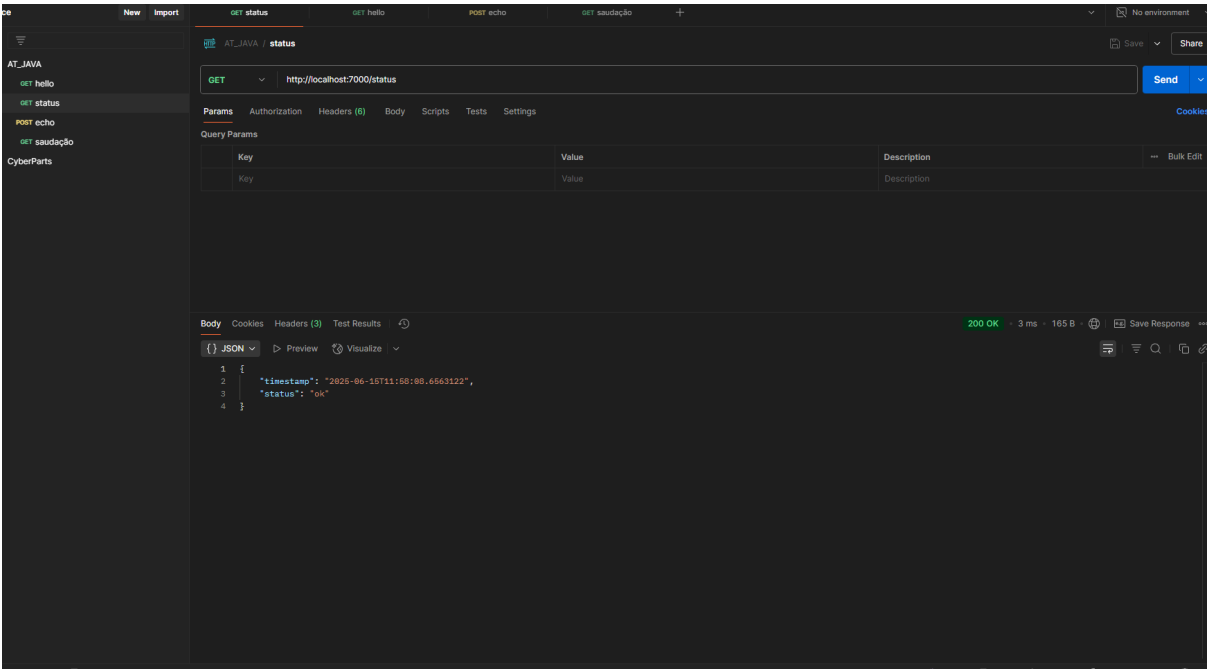 ce New Import GET status GET hello POST echo GET saudação + No environment
AT_JAVA / status Save Share
AT_JAVA
GET hello
GET status
POST echo
GET saudação
CyberParts
GET http://localhost:7000/status Send
Params Authorization Headers (6) Body Scripts Tests Settings Cookies
Query Params
Key Value Description Bulk Edit
Key Value Description
Body Cookies Headers (3) Test Results 200 OK 3 ms 165 B Save Response
{} JSON Preview Visualize
1 {
2 "timestamp": "2025-06-15T11:58:08.6563122",
3 "status": "ok"
4 }